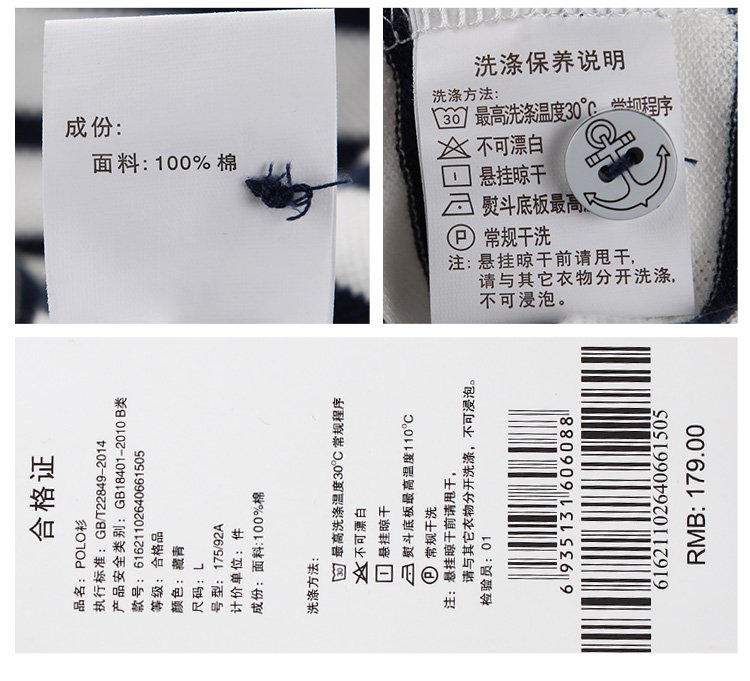 成份:
面料: 100% 棉
洗涤保养说明
洗涤方法:
30 最高洗涤温度30°C 常规程序
不可漂白
悬挂晾干
熨斗底板最高
P 常规干洗
注: 悬挂晾干前请甩干,
请与其它衣物分开洗涤,
不可浸泡。
合格证
品名: POLO衫
执行标准: GB/T22849-2014
产品安全类别: GB18401-2010 B类
款号: 61621102640661505
等级: 合格品
颜色: 藏青
尺码: L
号型: 175/92A
计价单位: 件
成份: 面料:100%棉
洗涤方法:
30 最高洗涤温度30°C 常规程序
不可漂白
悬挂晾干
熨斗底板最高温度110°C
P 常规干洗
注: 悬挂晾干前请甩干,
请与其它衣物分开洗涤, 不可浸泡。
检验员: 01
6 935131 606088
61621102640661505
RMB: 179.00